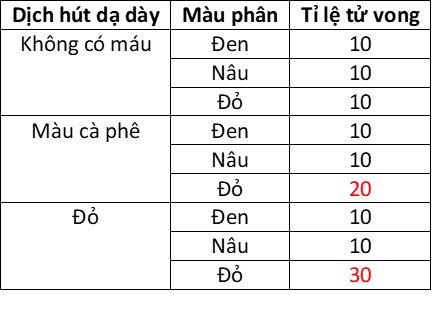 Dịch hút dạ dày Màu phân Tỉ lệ tử vong
Không có máu Đen 10
Nâu 10
Đỏ 10
Màu cà phê Đen 10
Nâu 10
Đỏ 20
Đỏ Đen 10
Nâu 10
Đỏ 30